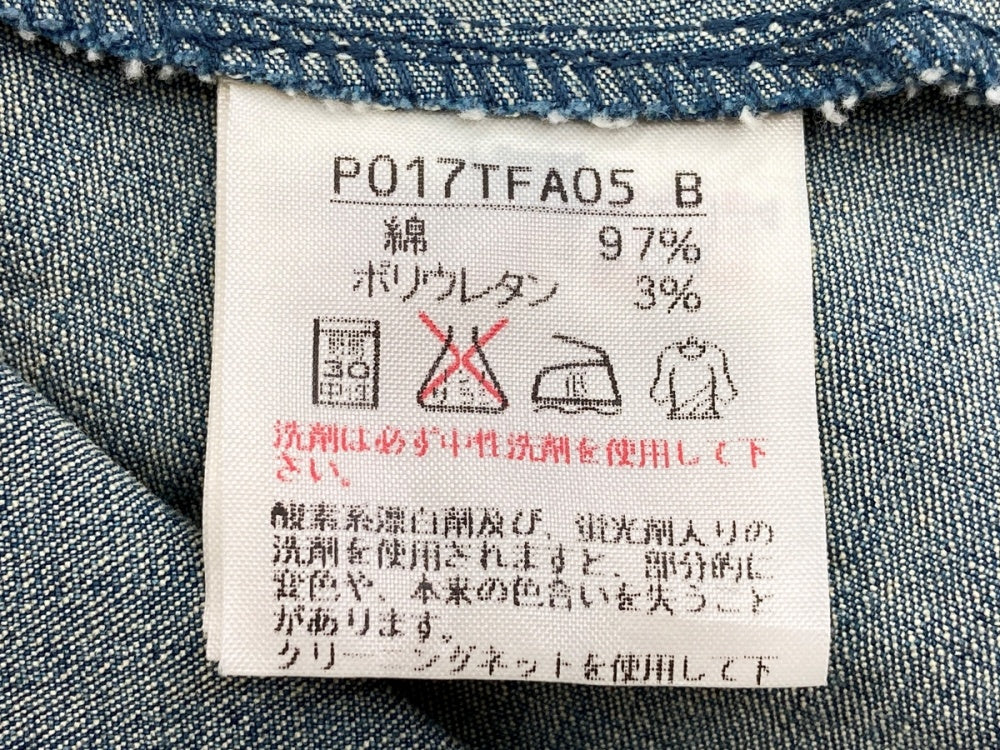 P017TFA05 B
綿 97%
ポリウレタン 3%
30
中性
洗剤は必ず中性洗剤を使用して下
さい。
酸素系漂白剤及び、蛍光剤入りの
洗剤を使用されますと、部分的に
変色や、本来の色合いを失うこと
があります。
クリーニングネットを使用して下